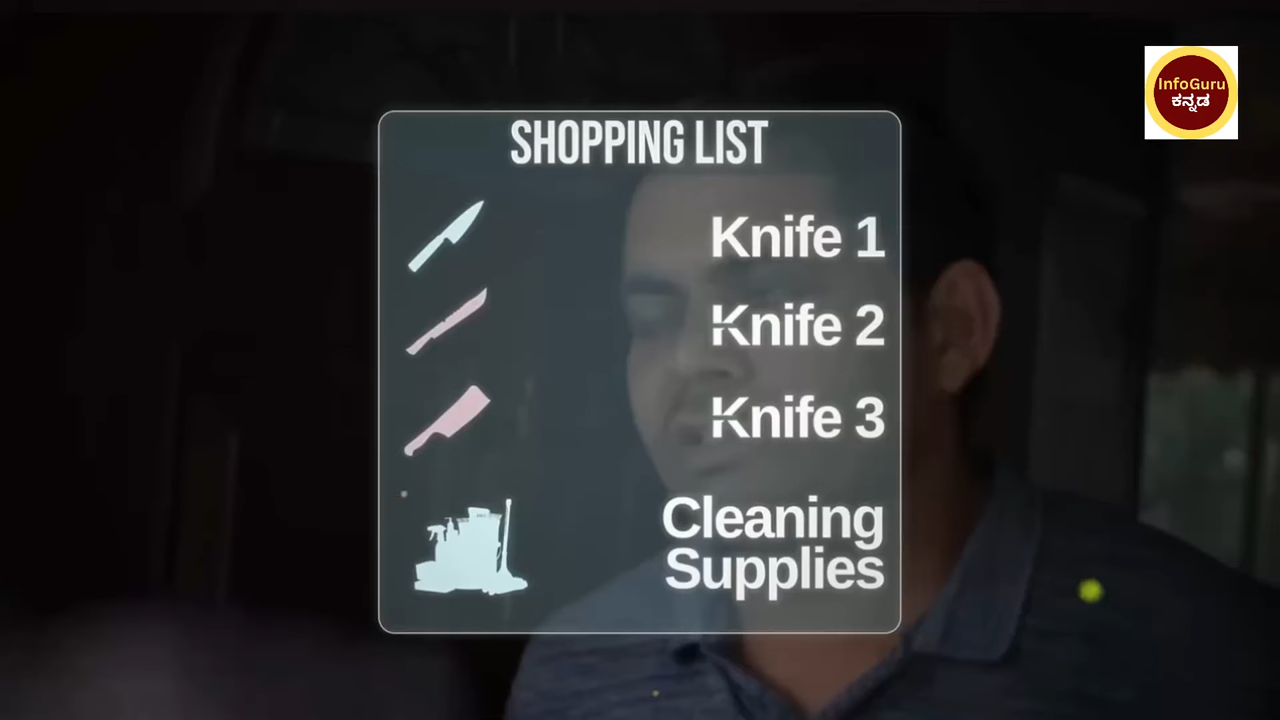 InfoGuru
ಕನ್ನಡ
SHOPPING LIST
Knife 1
Knife 2
Knife 3
Cleaning
Supplies